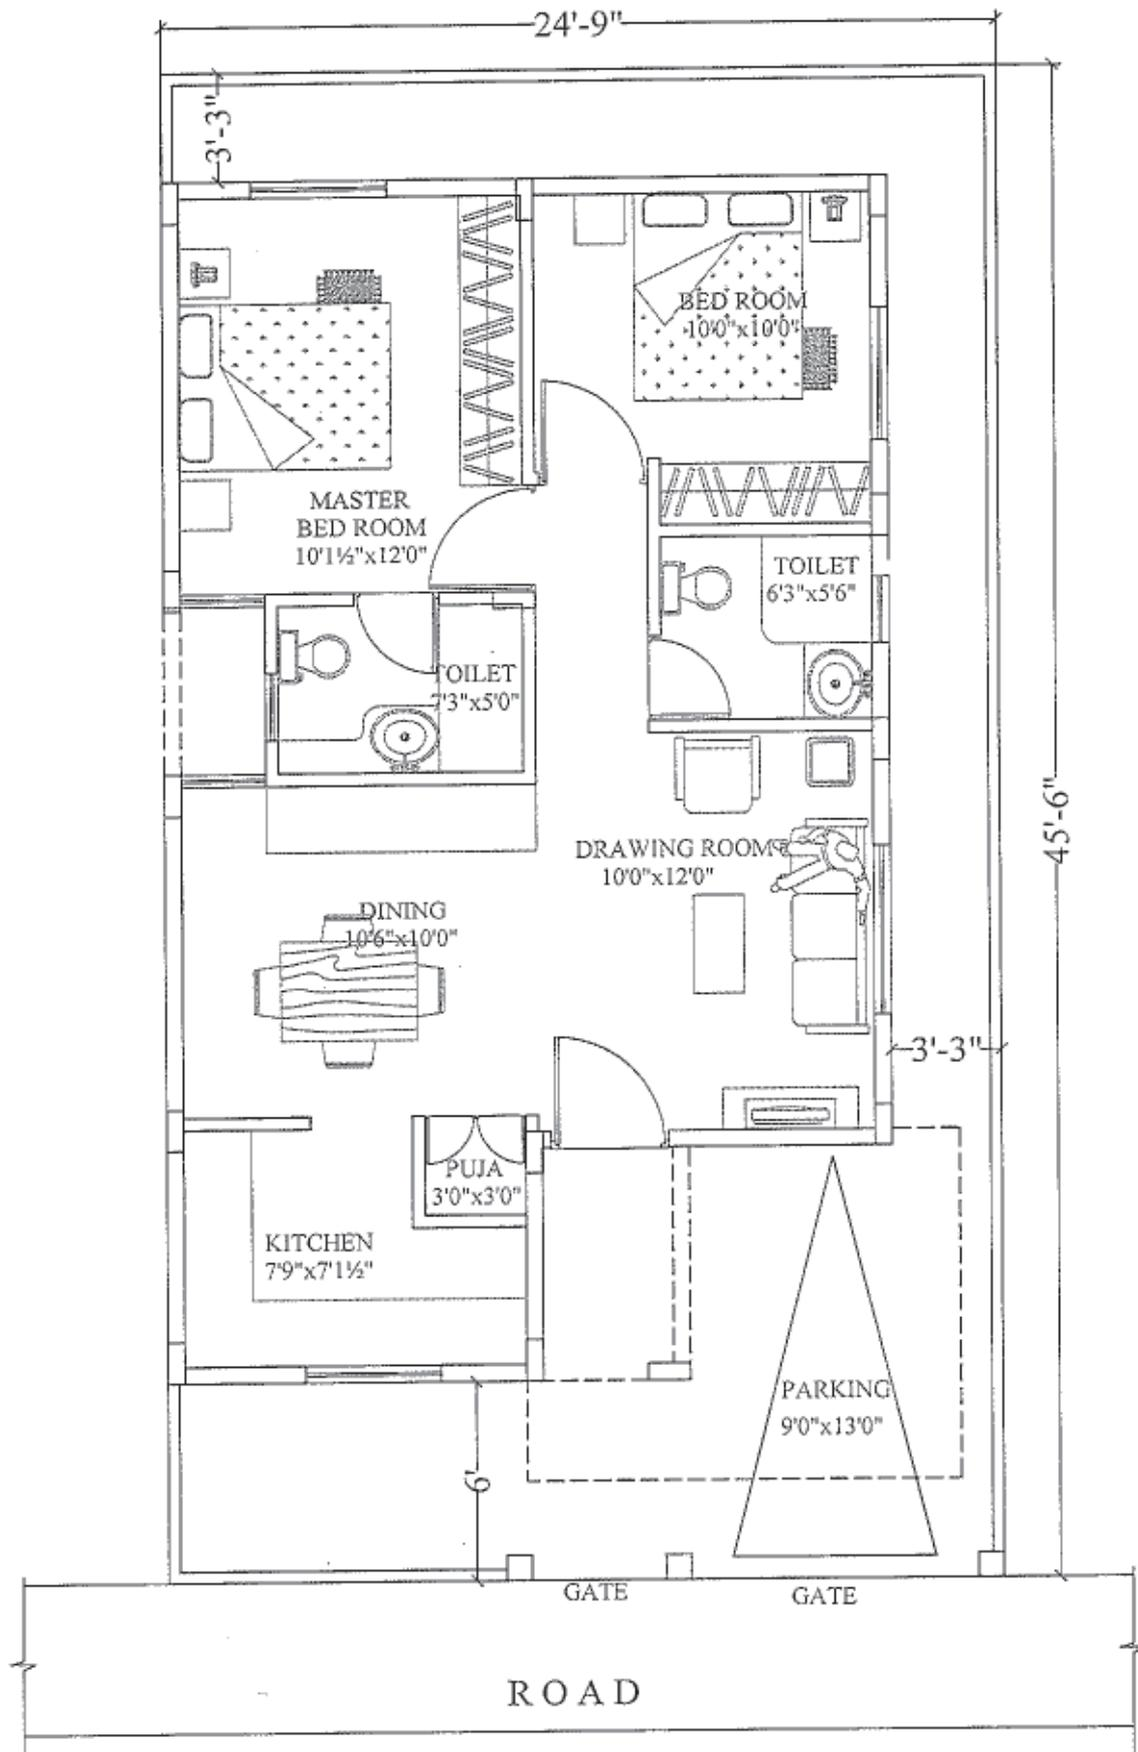 24'-9"
3'-3"
BED ROOM
10'0"x10'0"
MASTER
BED ROOM
10'1½"x12'0"
TOILET
6'3"x5'6"
TOILET
7'3"x5'0"
45'-6"
DRAWING ROOM
10'0"x12'0"
DINING
10'6"x10'0"
3'-3"
PUJA
3'0"x3'0"
KITCHEN
7'9"x7'1½"
PARKING
9'0"x13'0"
6'
GATE
GATE
ROAD